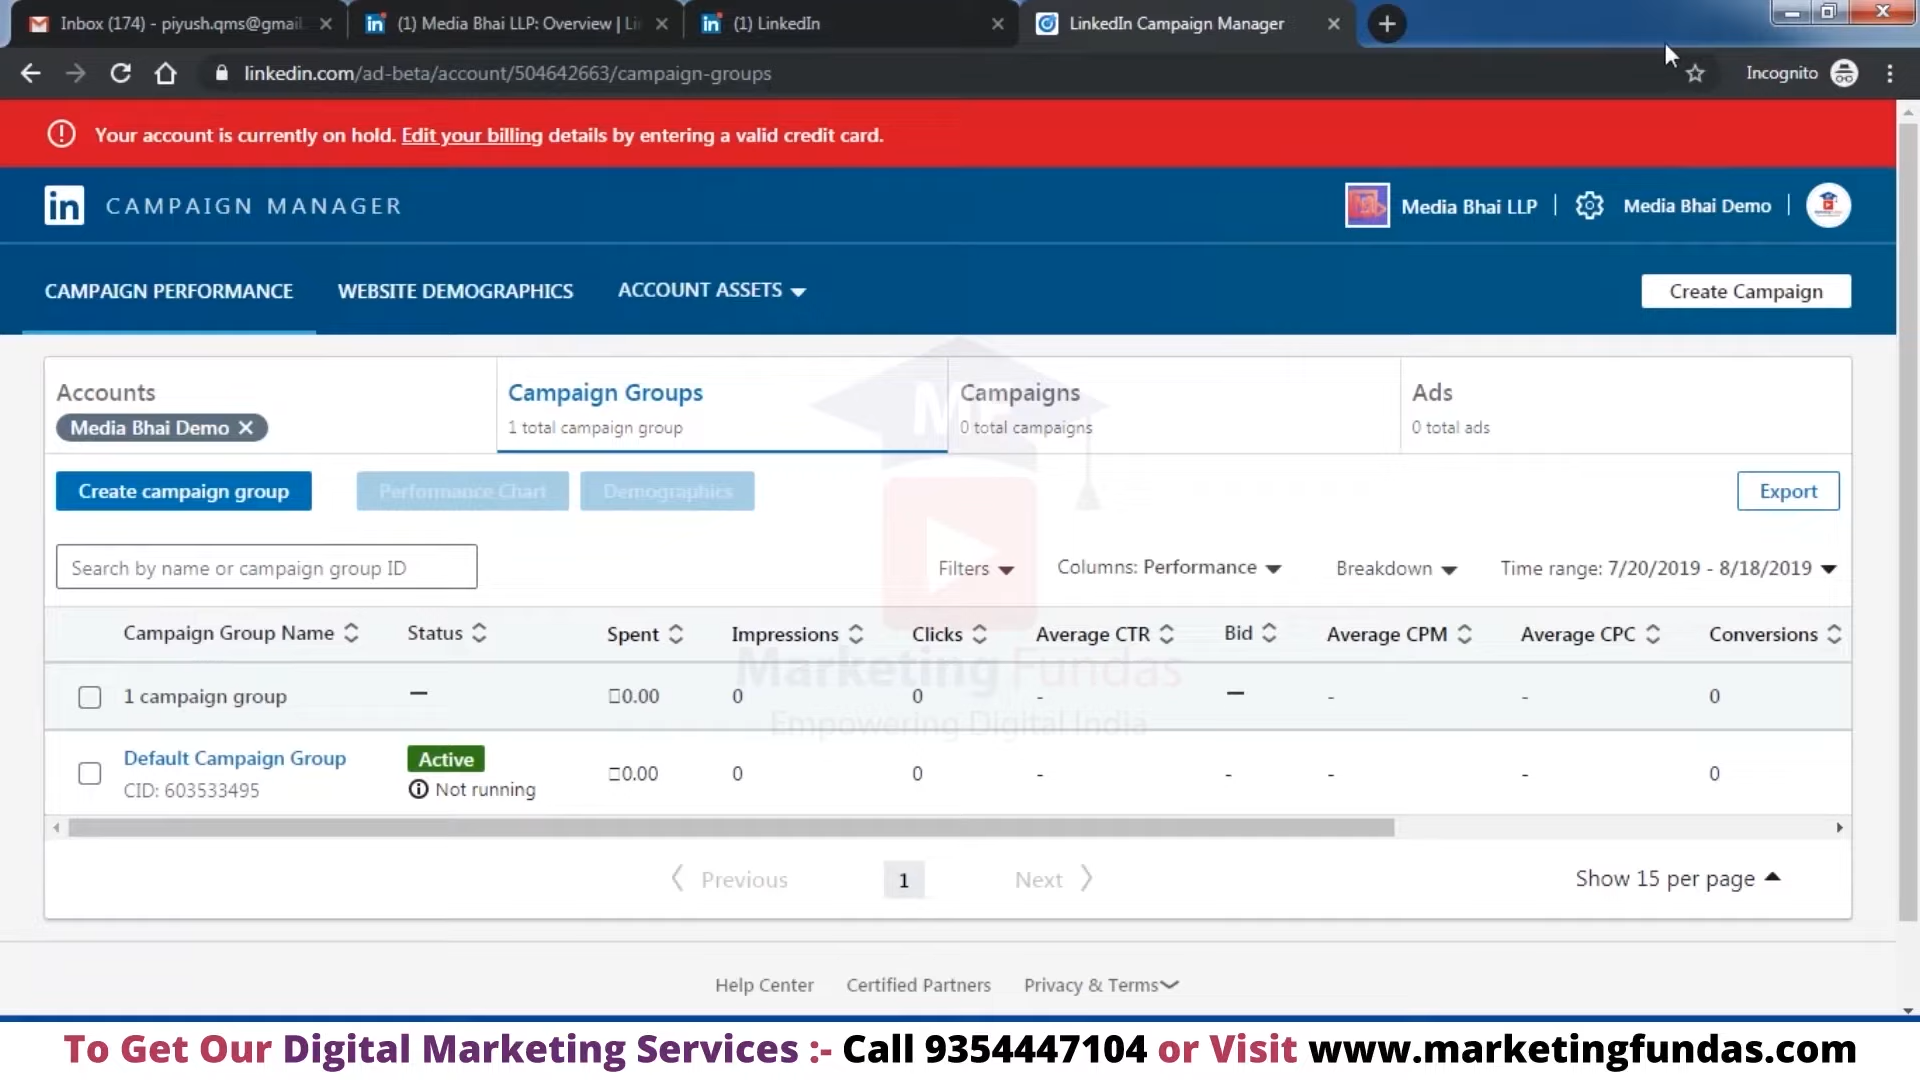 Inbox (174) - piyush.qms@gmail.
(1) Media Bhai LLP: Overview | Li
(1) LinkedIn
LinkedIn Campaign Manager
linkedin.com/ad-beta/account/504642663/campaign-groups
Incognito
Your account is currently on hold. Edit your billing details by entering a valid credit card.
in CAMPAIGN MANAGER
Media Bhai LLP
Media Bhai Demo
CAMPAIGN PERFORMANCE
WEBSITE DEMOGRAPHICS
ACCOUNT ASSETS
Create Campaign
Accounts
Media Bhai Demo
Campaign Groups
1 total campaign group
Campaigns
0 total campaigns
Ads
0 total ads
Create campaign group
Performance Chart
Demographics
Export
Search by name or campaign group ID
Filters
Columns: Performance
Breakdown
Time range: 7/20/2019 - 8/18/2019
Campaign Group Name Status Spent Impressions Clicks Average CTR Bid Average CPM Average CPC Conversions
1 campaign group — □0.00 0 0 - — - - 0
Default Campaign Group Active
□0.00 0 0 - - - - 0
CID: 603533495 Not running
Marketing Fundas
Empowering Digital India
Previous 1 Next
Show 15 per page
Help Center Certified Partners Privacy & Terms
To Get Our Digital Marketing Services :- Call 9354447104 or Visit www.marketingfundas.com